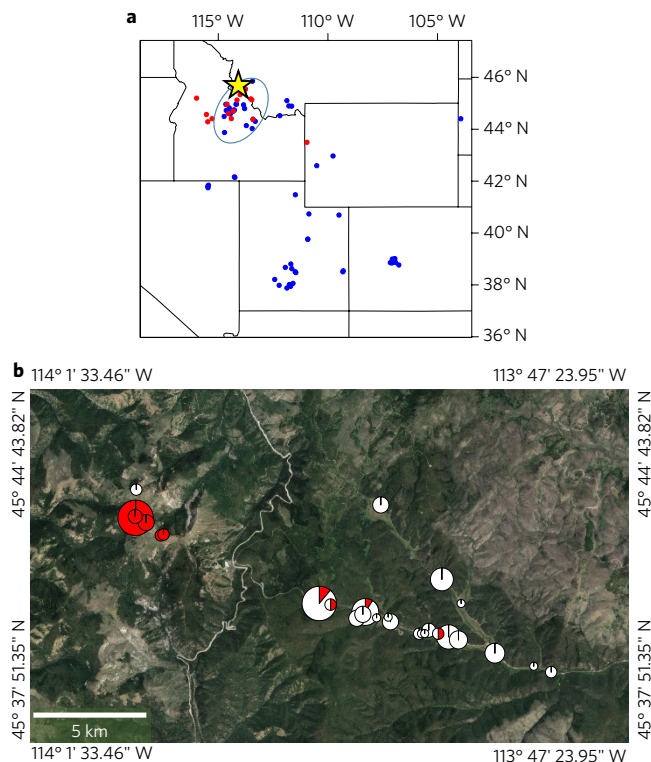 a
115° W 110° W 105° W
46° N
44° N
42° N
40° N
38° N
36° N
b
114° 1' 33.46" W 113° 47' 23.95" W
45° 44' 43.82" N
45° 44' 43.82" N
45° 37' 51.35" N
45° 37' 51.35" N
5 km
114° 1' 33.46" W 113° 47' 23.95" W